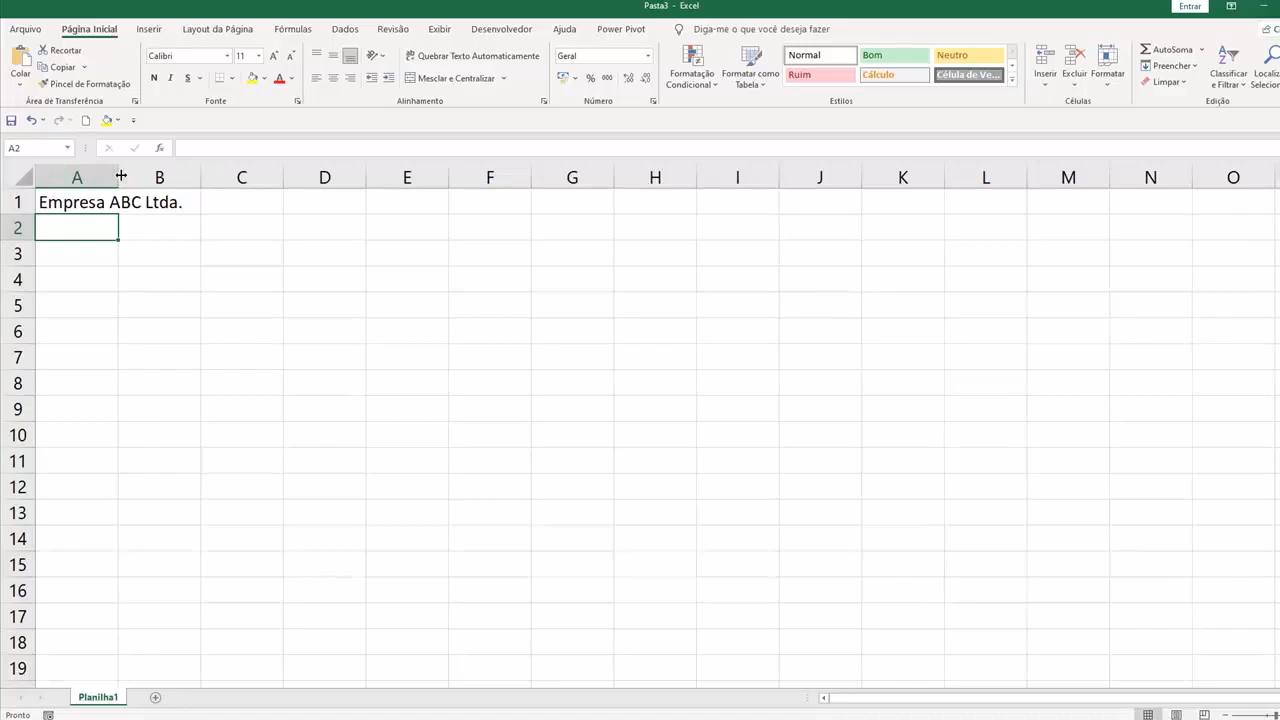 Pasta3 - Excel
Entrar
Arquivo Página Inicial Inserir Layout da Página Fórmulas Dados Revisão Exibir Desenvolvedor Ajuda Power Pivot Diga-me o que você deseja fazer
Colar
Recortar
Copiar
Pincel de Formatação
Área de Transferência
Calibri 11
N I S
Fonte
Quebrar Texto Automaticamente
Mesclar e Centralizar
Alinhamento
Geral
% 000
Número
Formatação Condicional
Formatar como Tabela
Normal Bom Neutro
Ruim Cálculo Célula de Ve...
Estilos
Inserir Excluir Formatar
Células
AutoSoma
Preencher
Limpar
Classificar e Filtrar
Edição
A2
fx
A B C D E F G H I J K L M N O
1 Empresa ABC Ltda.
2
3
4
5
6
7
8
9
10
11
12
13
14
15
16
17
18
19
Planilha1
Pronto